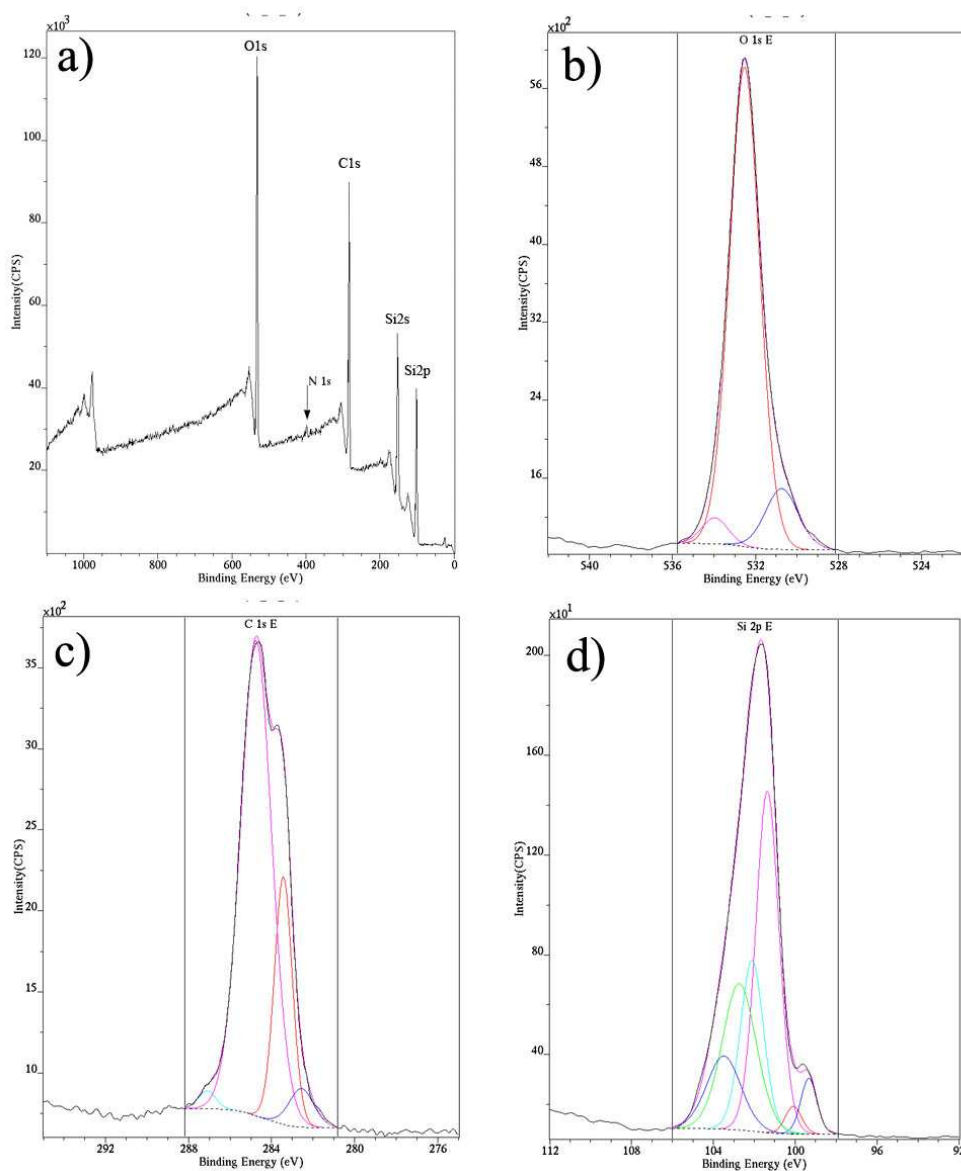 a)
x10³
120
100
80
60
40
20
Intensity(CPS)
O1s
C1s
Si2s
Si2p
N 1s
1000 800 600 400 200 0
Binding Energy (eV)
b)
x10²
O 1s E
56
48
40
32
24
16
Intensity(CPS)
540 536 532 528 524
Binding Energy (eV)
c)
x10²
C 1s E
35
30
25
20
15
10
Intensity(CPS)
292 288 284 280 276
Binding Energy (eV)
d)
x10¹
Si 2p E
200
160
120
80
40
Intensity(CPS)
112 108 104 100 96 92
Binding Energy (eV)